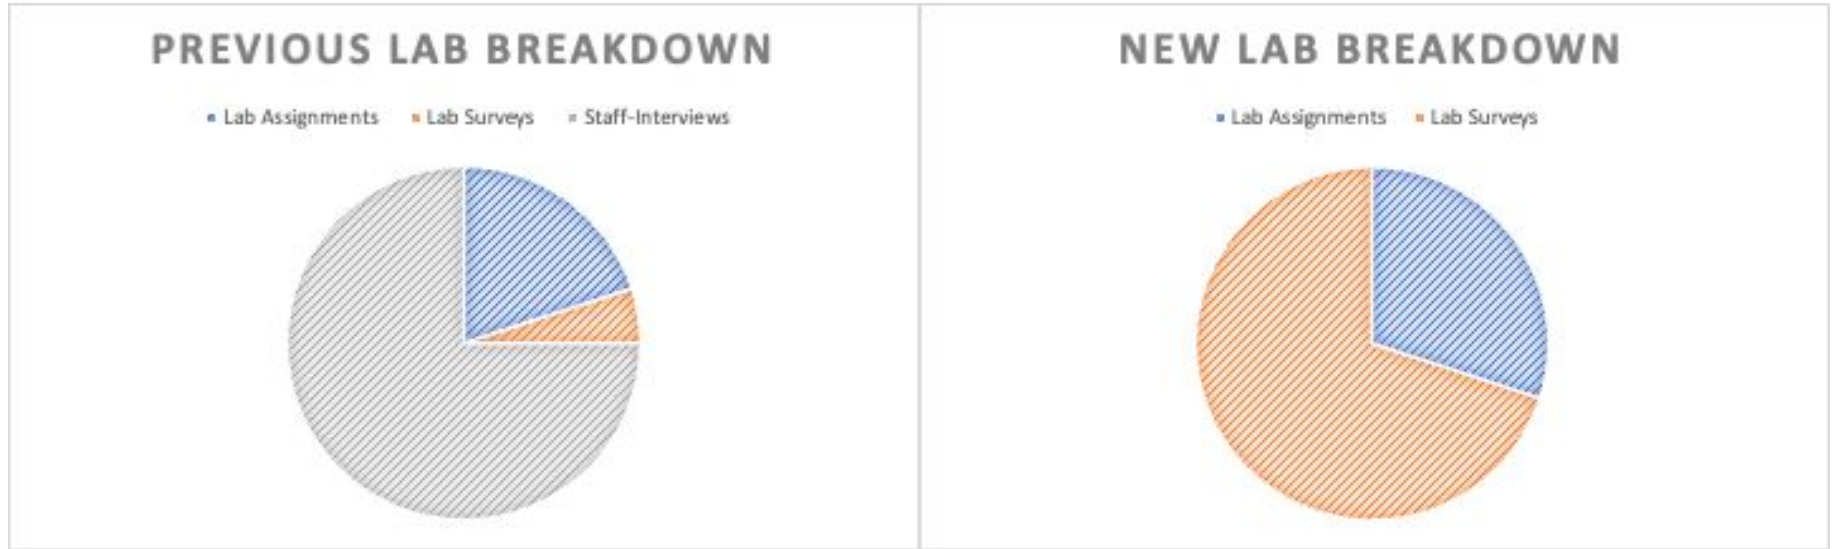 PREVIOUS LAB BREAKDOWN
Lab Assignments Lab Surveys Staff-Interviews
NEW LAB BREAKDOWN
Lab Assignments Lab Surveys